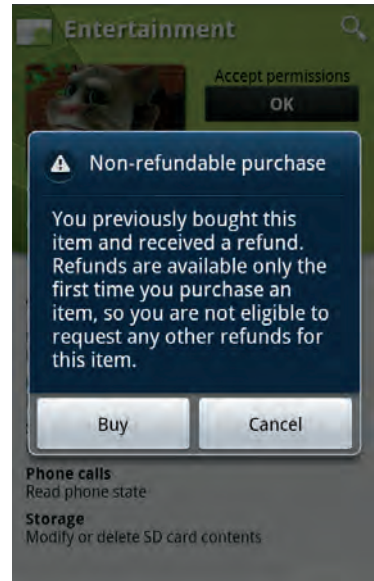 Entertainment
Accept permissions
OK
Non-refundable purchase
You previously bought this
item and received a refund.
Refunds are available only the
first time you purchase an
item, so you are not eligible to
request any other refunds for
this item.
Buy
Cancel
Phone calls
Read phone state
Storage
Modify or delete SD card contents